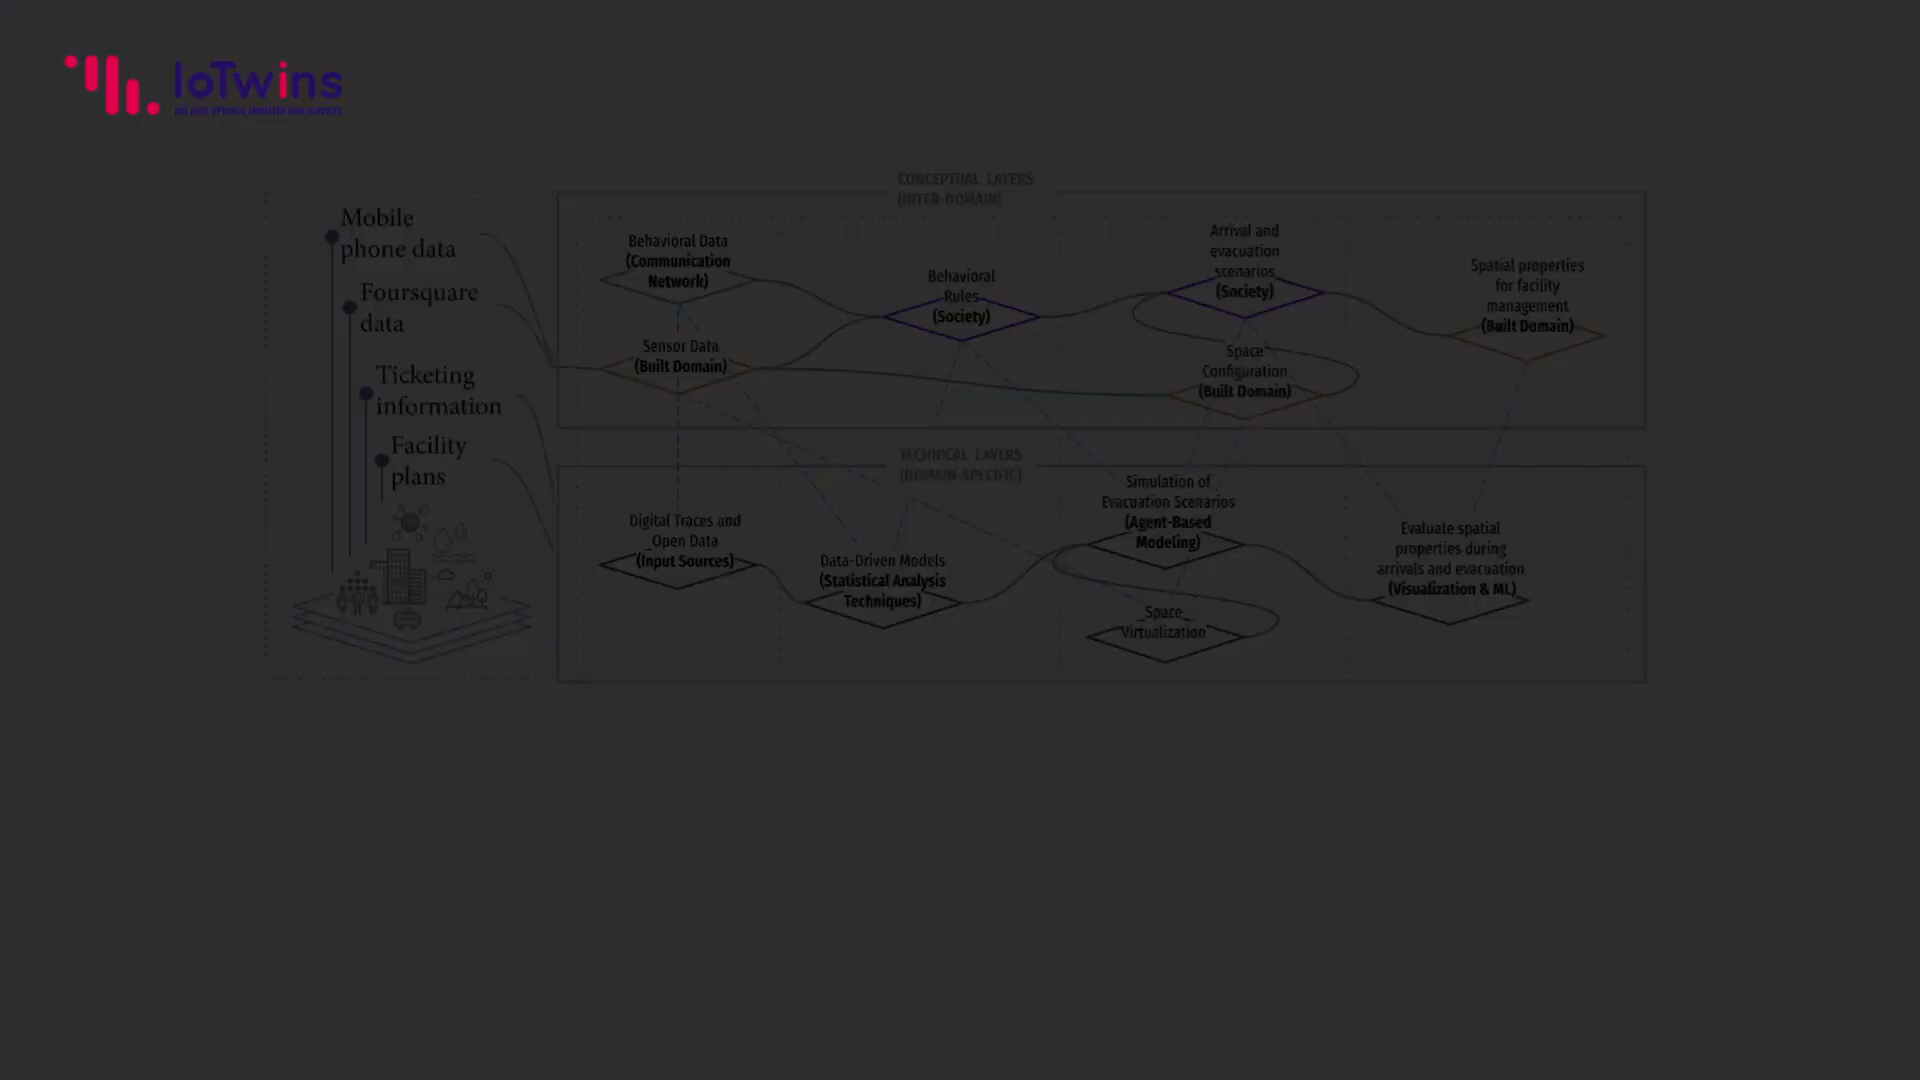 IoTwins
Mobile
phone data
Foursquare
data
Ticketing
information
Facility
plans
CONCEPTUAL LAYERS
(INTER-DOMAIN)
Behavioral Data
(Communication
Network)
Sensor Data
(Built Domain)
Behavioral
Rules
(Society)
Arrival and
evacuation
scenarios
(Society)
Space
Configuration
(Built Domain)
Spatial properties
for facility
management
(Built Domain)
TECHNICAL LAYERS
(DOMAIN-SPECIFIC)
Digital Traces and
Open Data
(Input Sources)
Data-Driven Models
(Statistical Analysis
Techniques)
Simulation of
Evacuation Scenarios
(Agent-Based
Modeling)
Space
Virtualization
Evaluate spatial
properties during
arrivals and evacuation
(Visualization & ML)